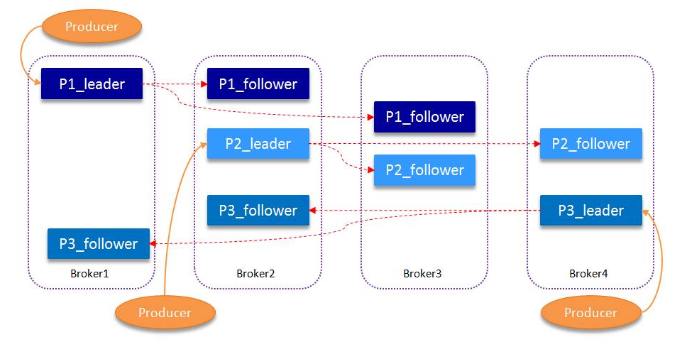 Producer
P1_leader
P3_follower
Broker1
P1_follower
P2_leader
P3_follower
Broker2
P1_follower
P2_follower
Broker3
P2_follower
P3_leader
Broker4
Producer
Producer